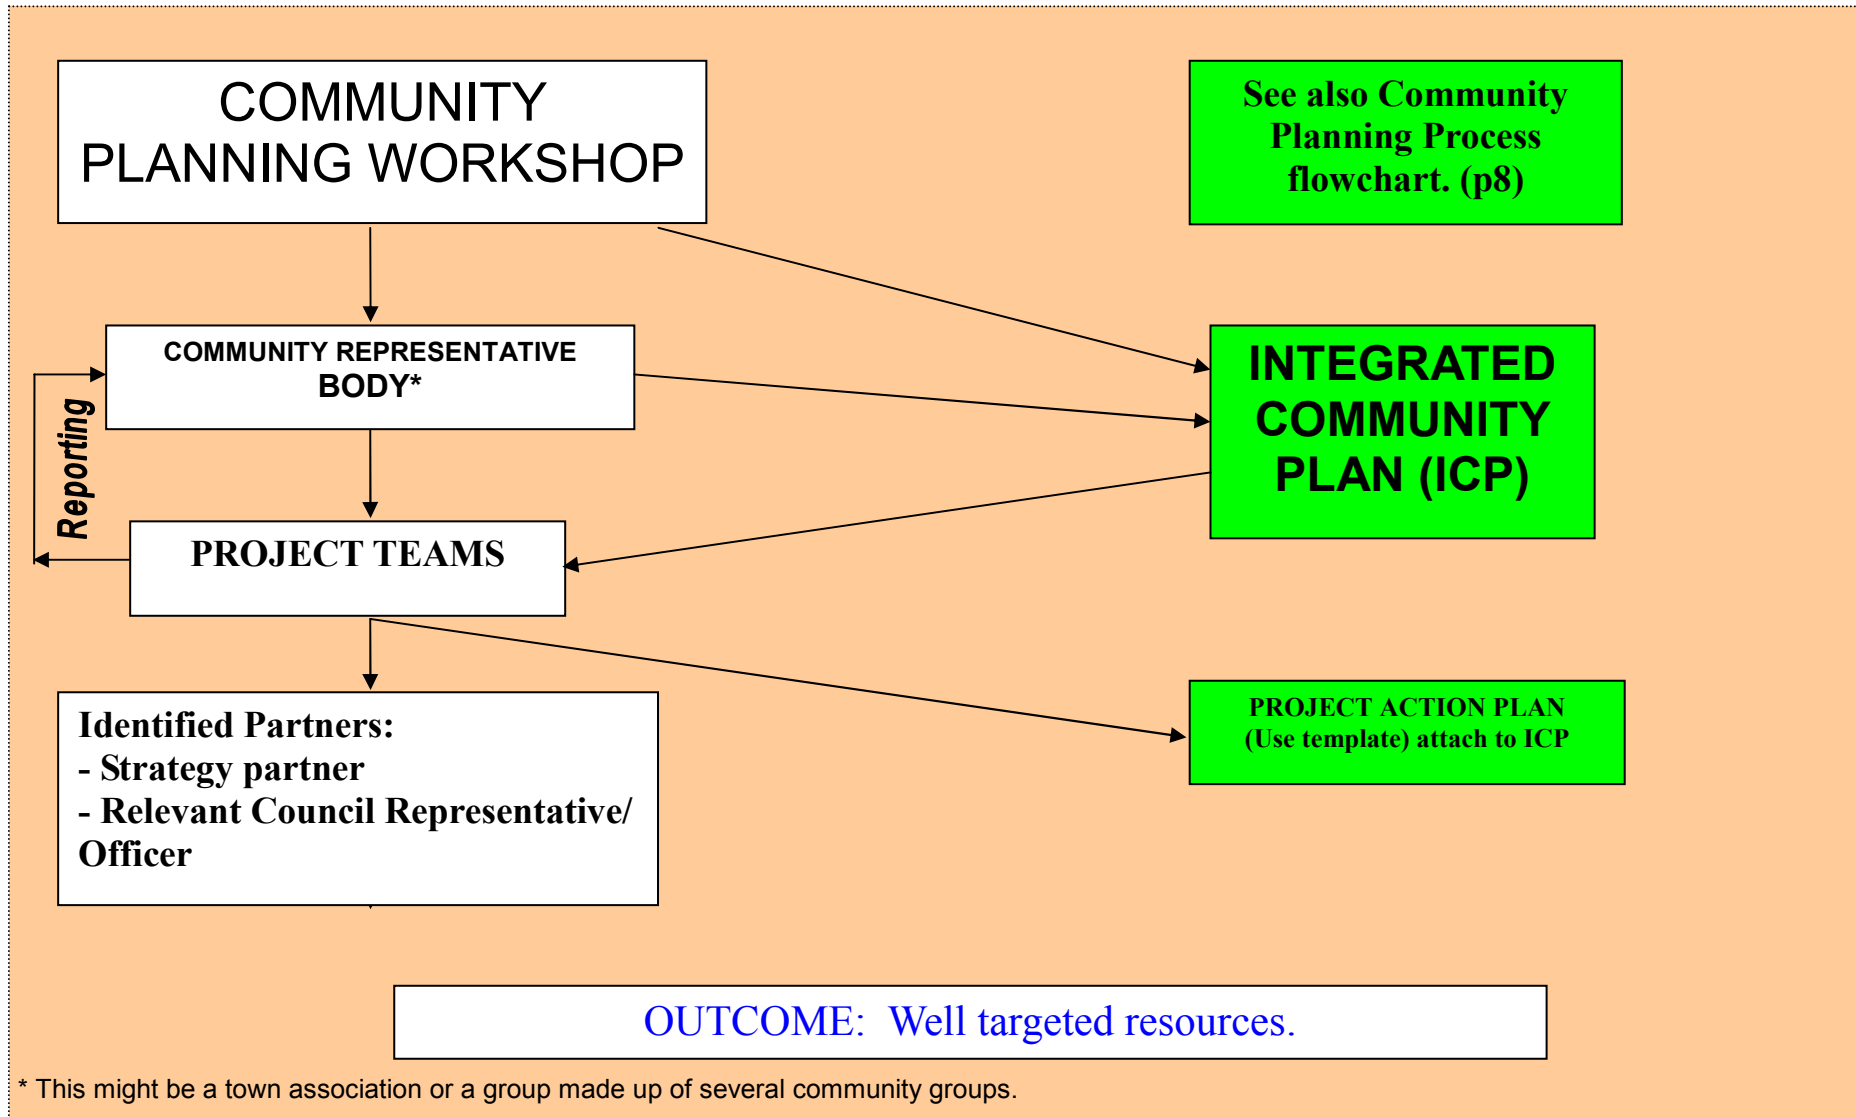 COMMUNITY
PLANNING WORKSHOP
See also Community
Planning Process
flowchart. (p8)
COMMUNITY REPRESENTATIVE
BODY*
INTEGRATED
COMMUNITY
PLAN (ICP)
Reporting
PROJECT TEAMS
Identified Partners:
- Strategy partner
- Relevant Council Representative/
Officer
PROJECT ACTION PLAN
(Use template) attach to ICP
OUTCOME:  Well targeted resources.
* This might be a town association or a group made up of several community groups.